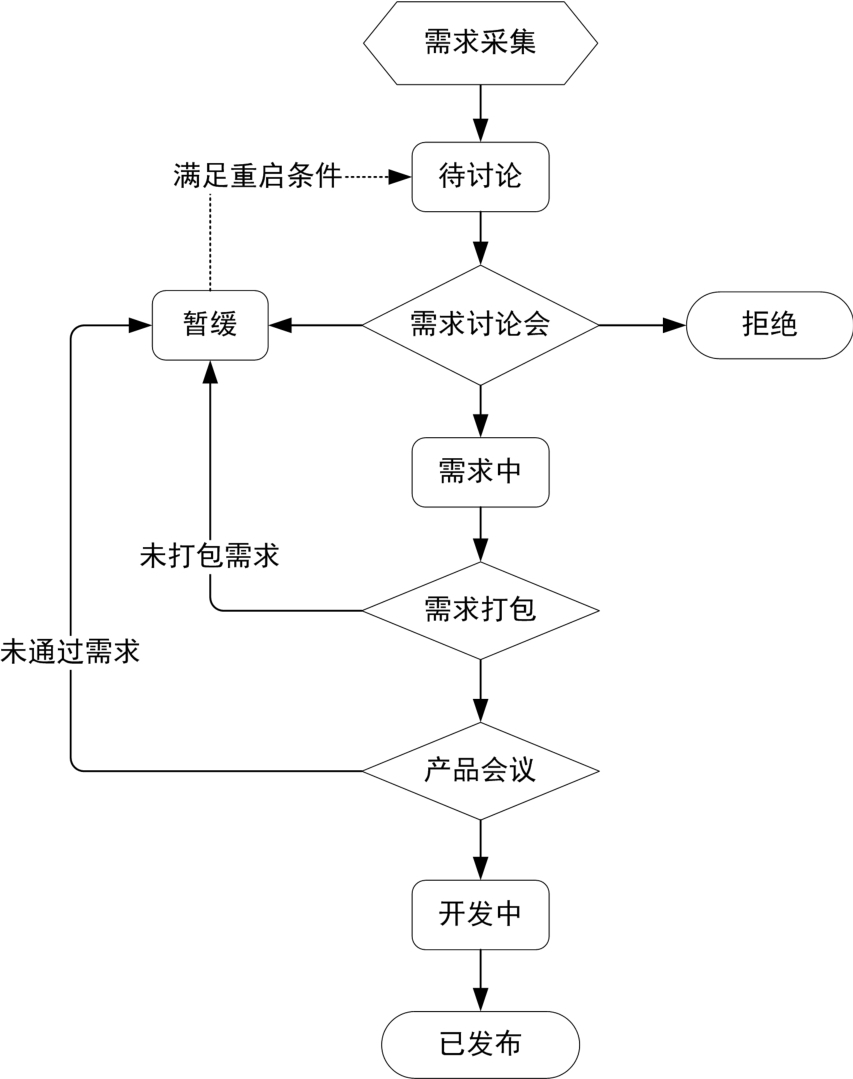 需求采集
满足重启条件
待讨论
暂缓
需求讨论会
拒绝
需求中
未打包需求
需求打包
未通过需求
产品会议
开发中
已发布